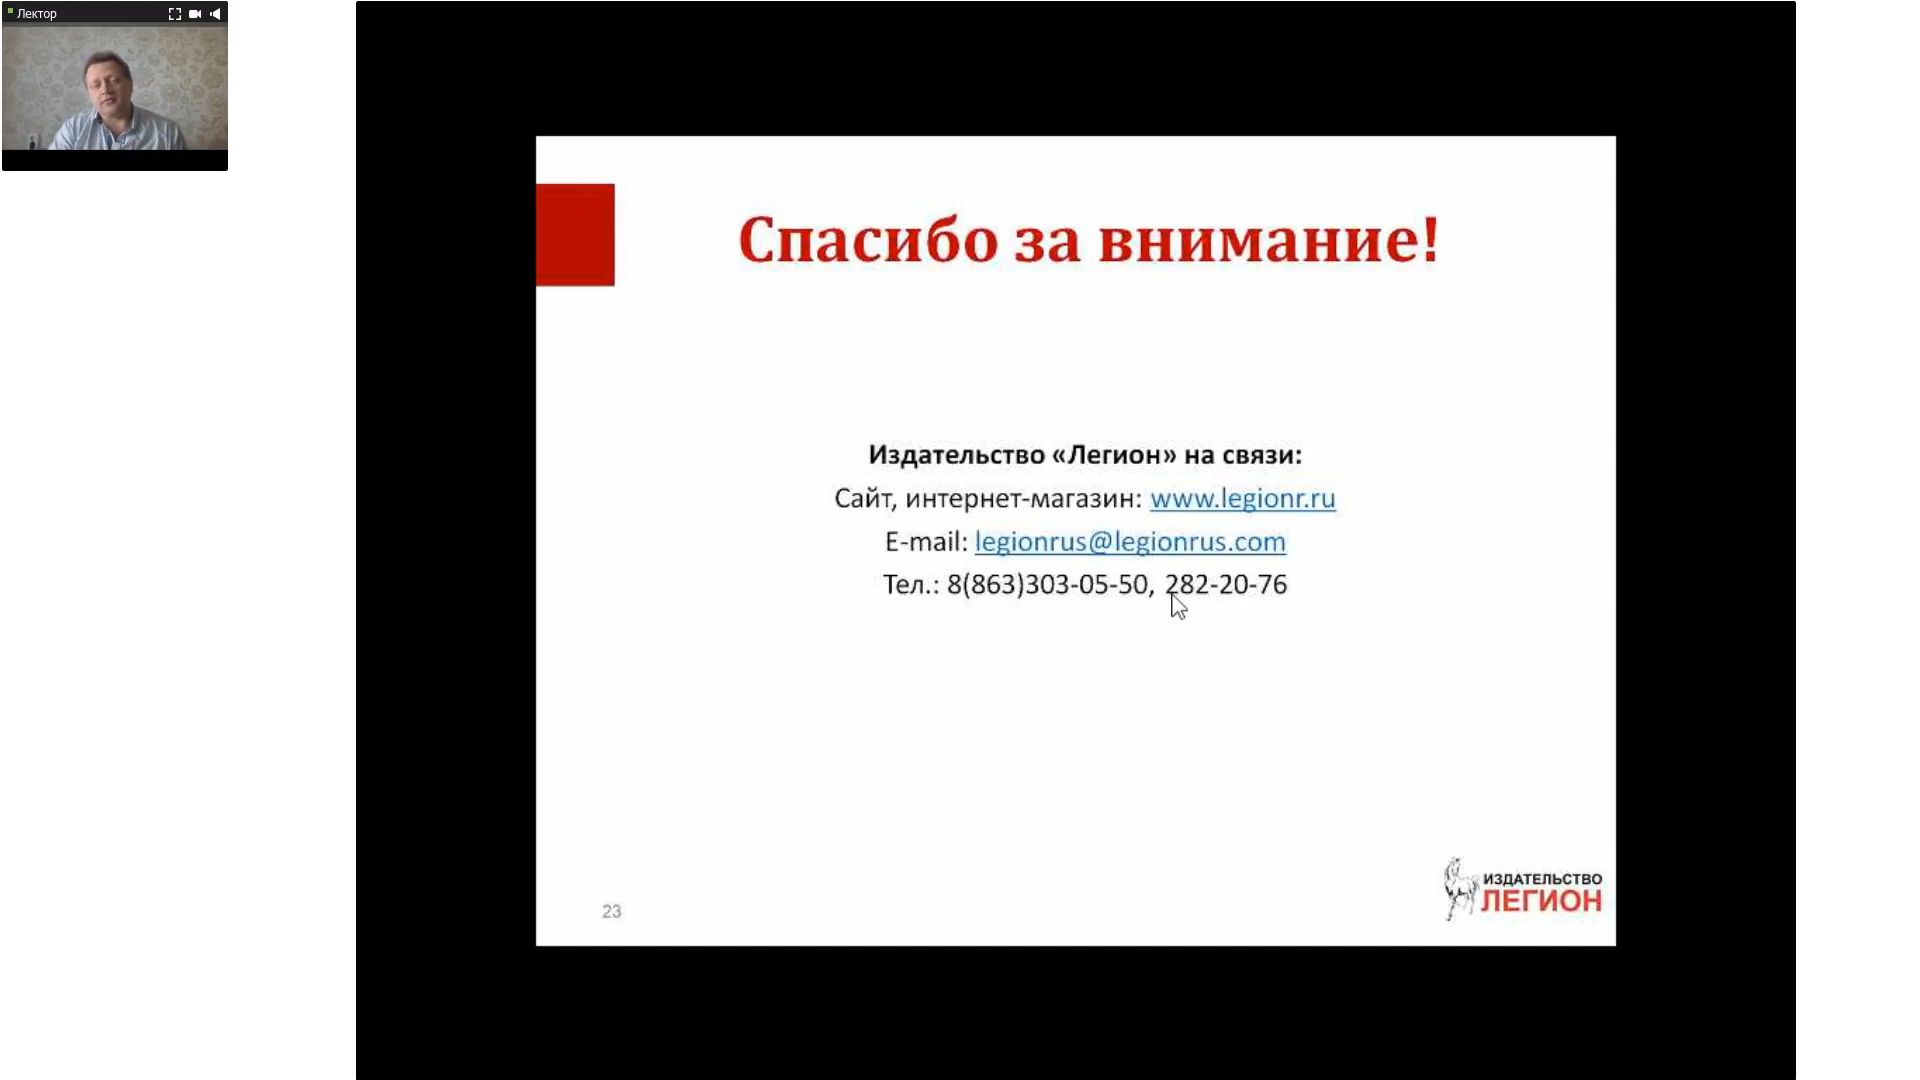 Лектор
Спасибо за внимание!
Издательство «Легион» на связи:
Сайт, интернет-магазин: www.legionr.ru
E-mail: legionrus@legionrus.com
Тел.: 8(863)303-05-50, 282-20-76
23
ИЗДАТЕЛЬСТВО
ЛЕГИОН